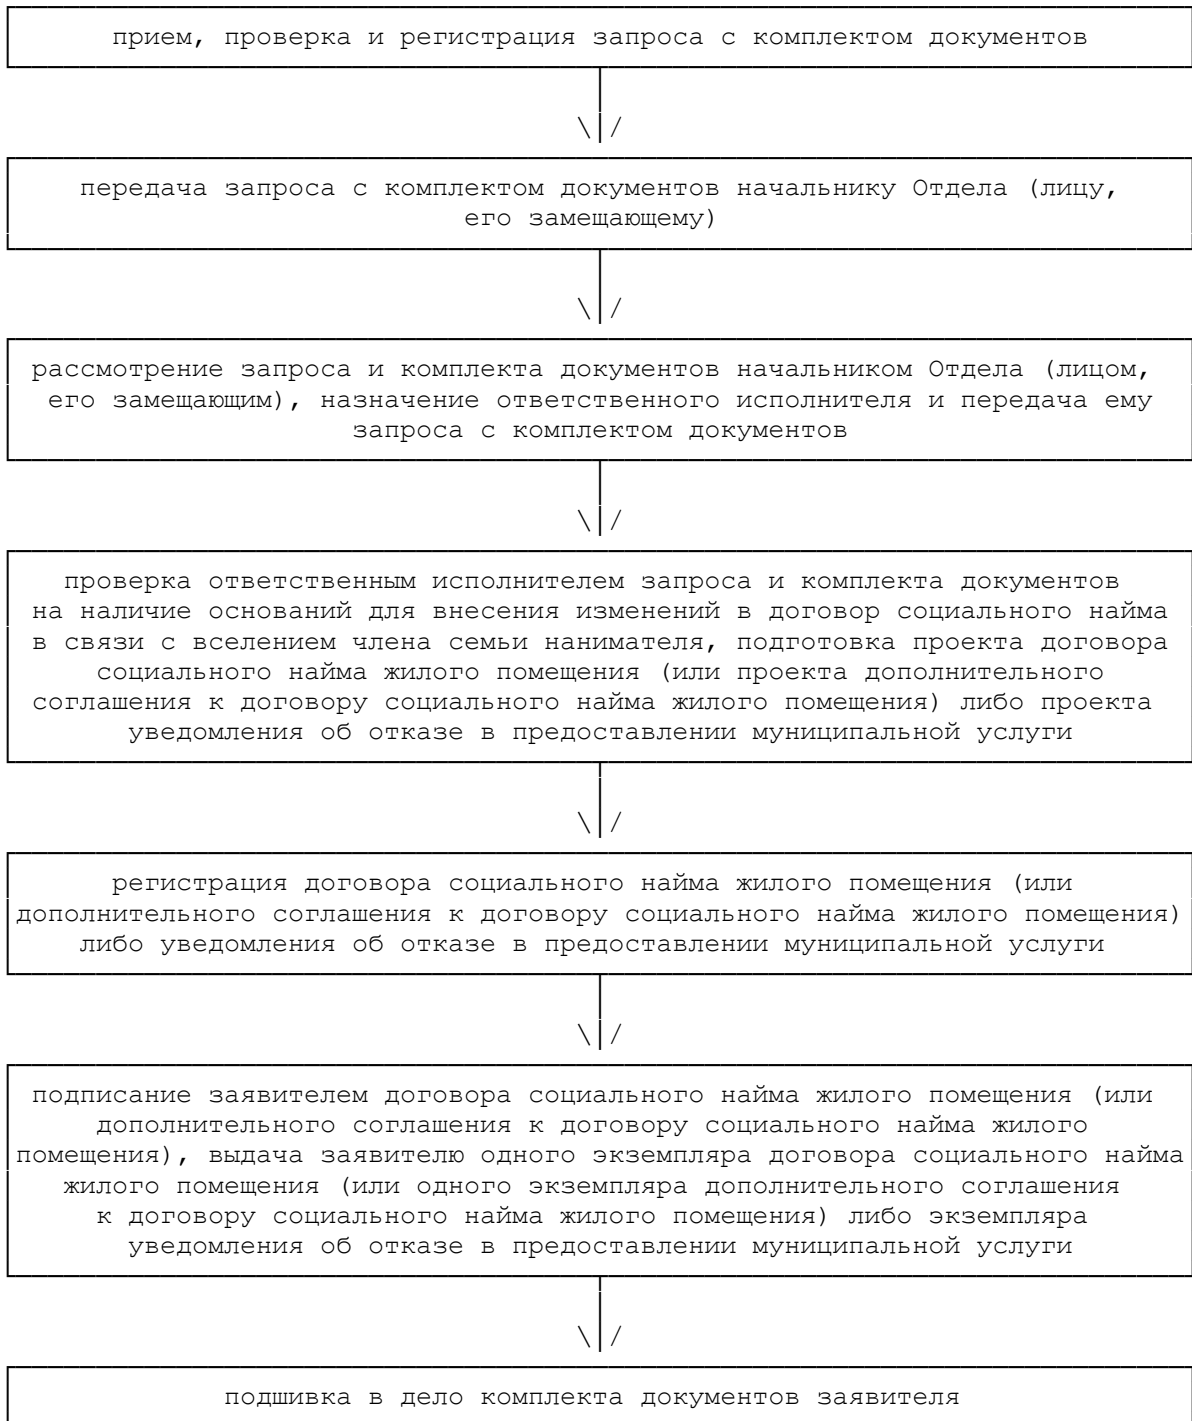 прием, проверка и регистрация запроса с комплектом документов
передача запроса с комплектом документов начальнику Отдела (лицу,
его замещающему)
рассмотрение запроса и комплекта документов начальником Отдела (лицом,
его замещающим), назначение ответственного исполнителя и передача ему
запроса с комплектом документов
проверка ответственным исполнителем запроса и комплекта документов
на наличие оснований для внесения изменений в договор социального найма
в связи с вселением члена семьи нанимателя, подготовка проекта договора
социального найма жилого помещения (или проекта дополнительного
соглашения к договору социального найма жилого помещения) либо проекта
уведомления об отказе в предоставлении муниципальной услуги
регистрация договора социального найма жилого помещения (или
дополнительного соглашения к договору социального найма жилого помещения)
либо уведомления об отказе в предоставлении муниципальной услуги
подписание заявителем договора социального найма жилого помещения (или
дополнительного соглашения к договору социального найма жилого
помещения), выдача заявителю одного экземпляра договора социального найма
жилого помещения (или одного экземпляра дополнительного соглашения
к договору социального найма жилого помещения) либо экземпляра
уведомления об отказе в предоставлении муниципальной услуги
подшивка в дело комплекта документов заявителя